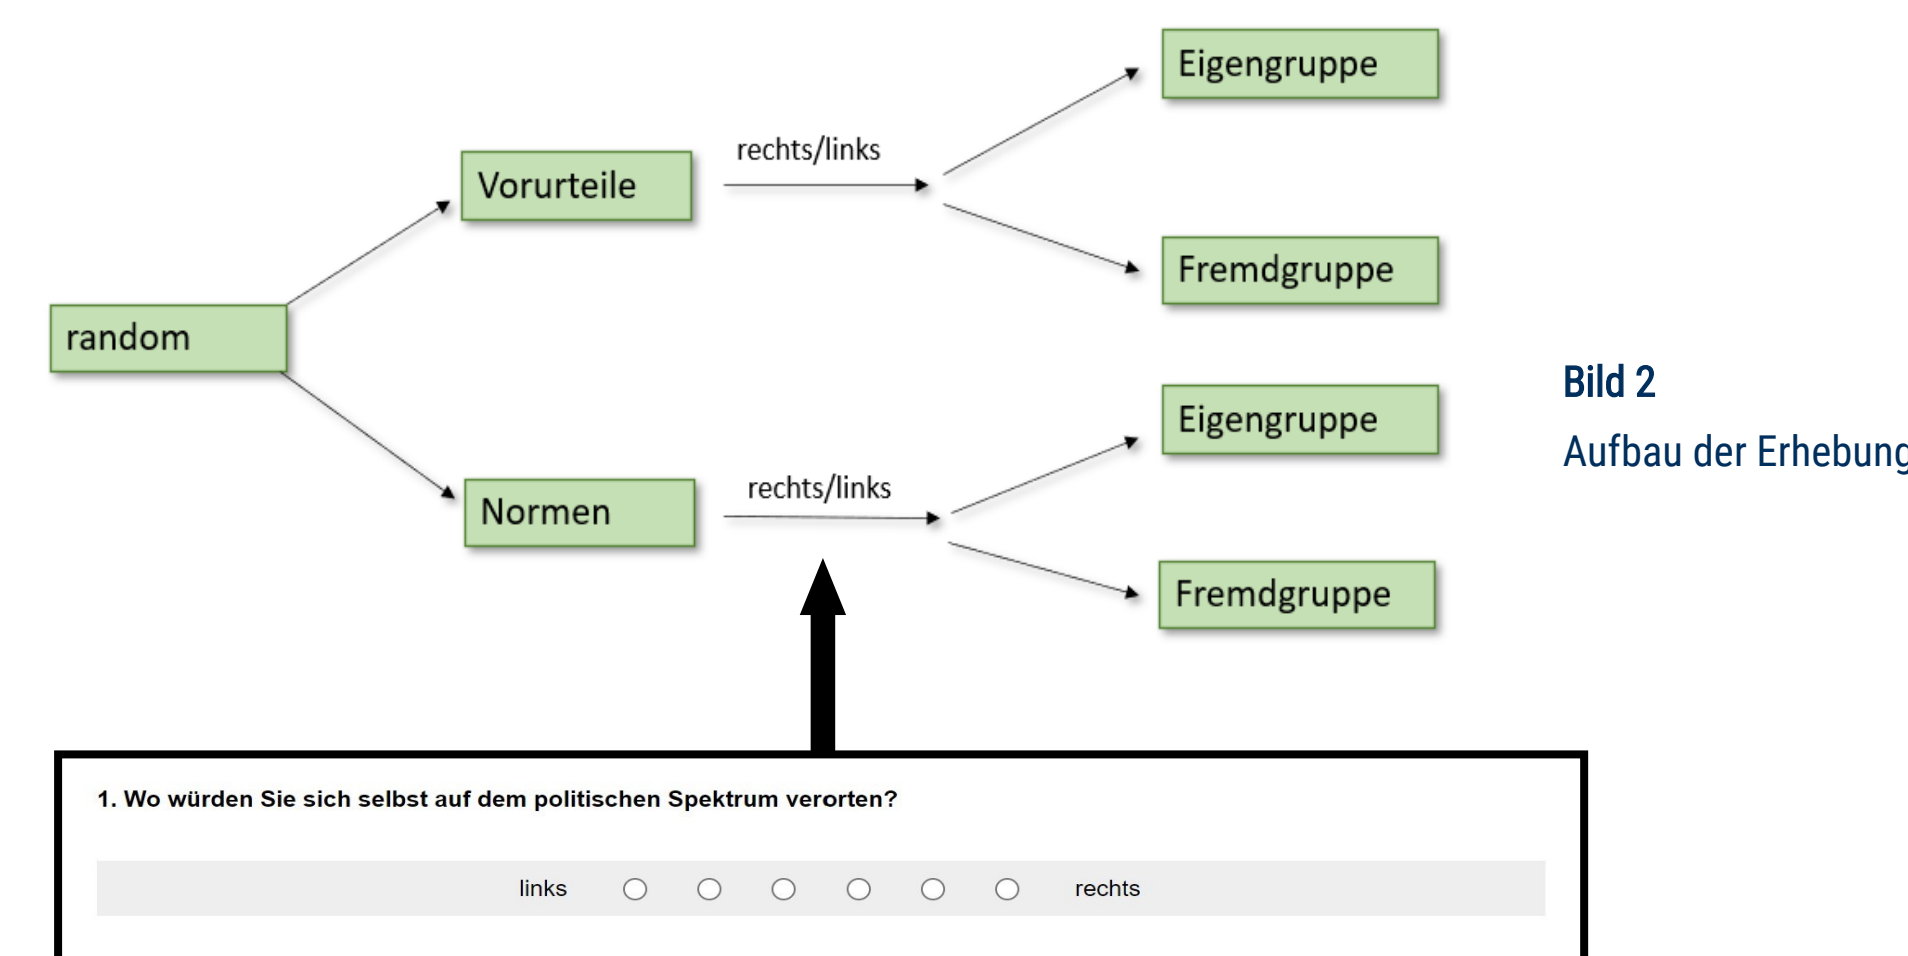 Eigengruppe
rechts/links
Vorurteile
Fremdgruppe
random
Bild 2
Aufbau der Erhebung
Eigengruppe
rechts/links
Normen
Fremdgruppe
1. Wo würden Sie sich selbst auf dem politischen Spektrum verorten?
links rechts